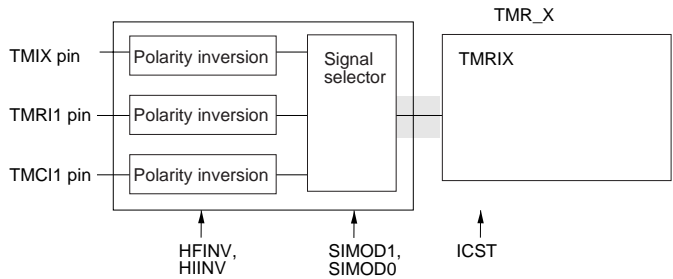 TMR_X
TMIX pin
Polarity inversion
Signal
selector
TMRIX
TMRI1 pin
Polarity inversion
TMCI1 pin
Polarity inversion
HFINV,
HIINV
SIMOD1,
SIMOD0
ICST